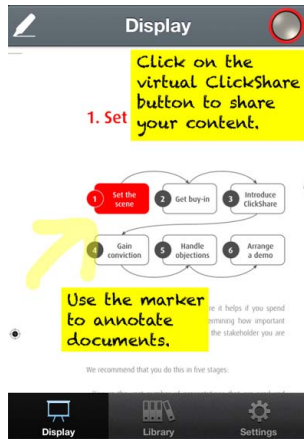 Display
Click on the
virtual ClickShare
button to share
your content.
1. Set
1 Set the
scene
2 Get buy-in
3 Introduce
ClickShare
4 Gain
conviction
5 Handle
objections
6 Arrange
a demo
Use the marker
to annotate
documents.
it helps if you spend
ermining how important
the stakeholder you are
We recommend that you do this in five stages:
Display
Library
Settings